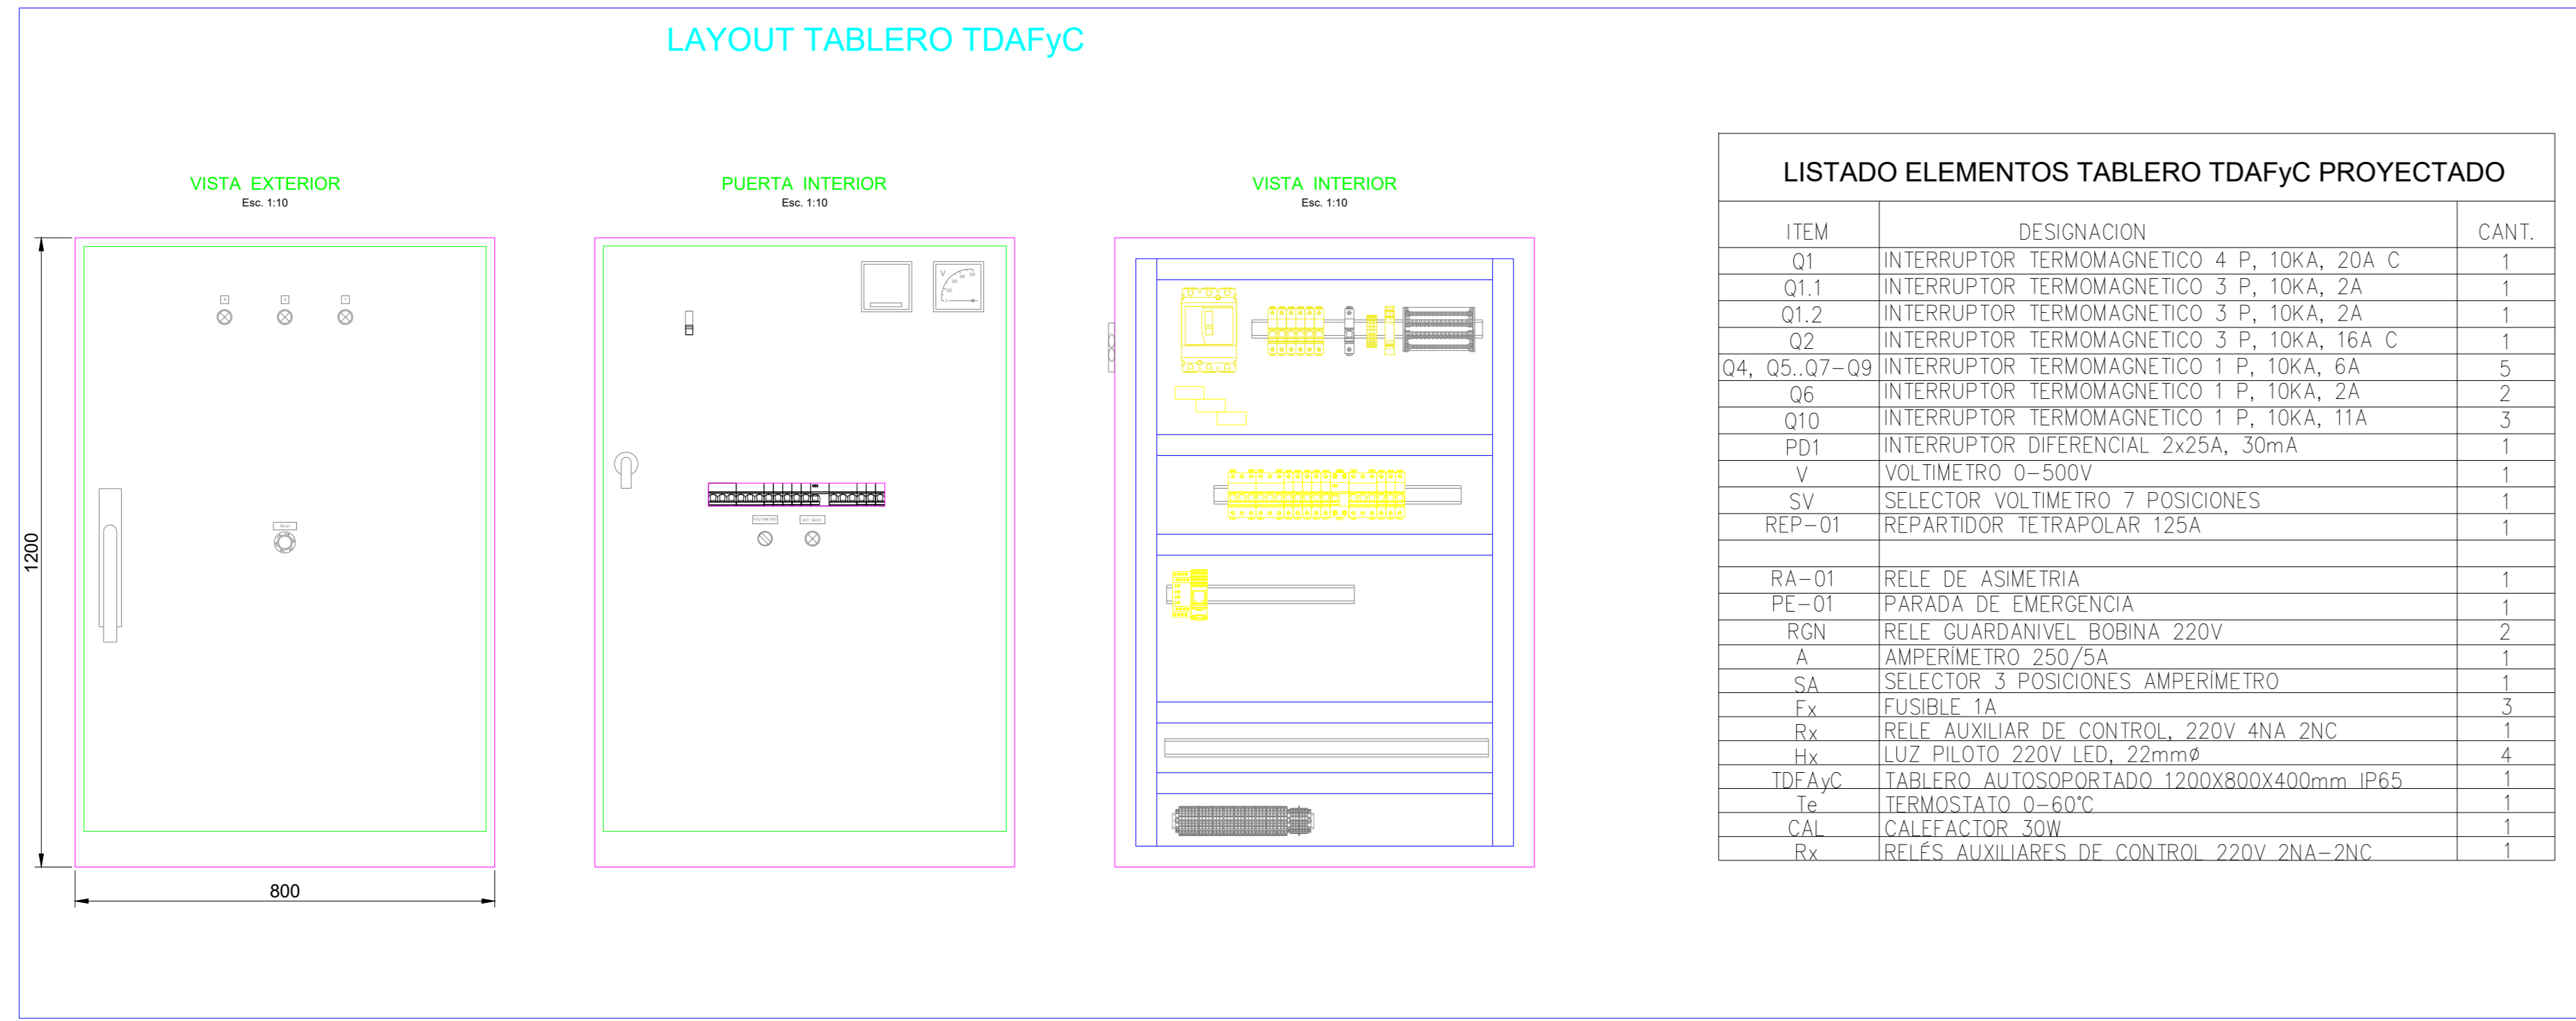 LAYOUT TABLERO TDAFyC
VISTA EXTERIOR
Esc. 1:10
PUERTA INTERIOR
Esc. 1:10
VISTA INTERIOR
Esc. 1:10
1200
800
PE-01
V
VOLTIMETRO
LISTADO ELEMENTOS TABLERO TDAFyC PROYECTADO
ITEM DESIGNACION CANT.
Q1 INTERRUPTOR TERMOMAGNETICO 4 P, 10KA, 20A C 1
Q1.1 INTERRUPTOR TERMOMAGNETICO 3 P, 10KA, 2A 1
Q1.2 INTERRUPTOR TERMOMAGNETICO 3 P, 10KA, 2A 1
Q2 INTERRUPTOR TERMOMAGNETICO 3 P, 10KA, 16A C 1
Q4, Q5..Q7-Q9 INTERRUPTOR TERMOMAGNETICO 1 P, 10KA, 6A 5
Q6 INTERRUPTOR TERMOMAGNETICO 1 P, 10KA, 2A 2
Q10 INTERRUPTOR TERMOMAGNETICO 1 P, 10KA, 11A 3
PD1 INTERRUPTOR DIFERENCIAL 2x25A, 30mA 1
V VOLTIMETRO 0-500V 1
SV SELECTOR VOLTIMETRO 7 POSICIONES 1
REP-01 REPARTIDOR TETRAPOLAR 125A 1
RA-01 RELE DE ASIMETRIA 1
PE-01 PARADA DE EMERGENCIA 1
RGN RELE GUARDANIVEL BOBINA 220V 2
A AMPERÍMETRO 250/5A 1
SA SELECTOR 3 POSICIONES AMPERÍMETRO 1
Fx FUSIBLE 1A 3
Rx RELE AUXILIAR DE CONTROL, 220V 4NA 2NC 1
Hx LUZ PILOTO 220V LED, 22mmø 4
TDFAyC TABLERO AUTOSOPORTADO 1200X800X400mm IP65 1
Te TERMOSTATO 0-60°C 1
CAL CALEFACTOR 30W 1
Rx RELÉS AUXILIARES DE CONTROL 220V 2NA-2NC 1